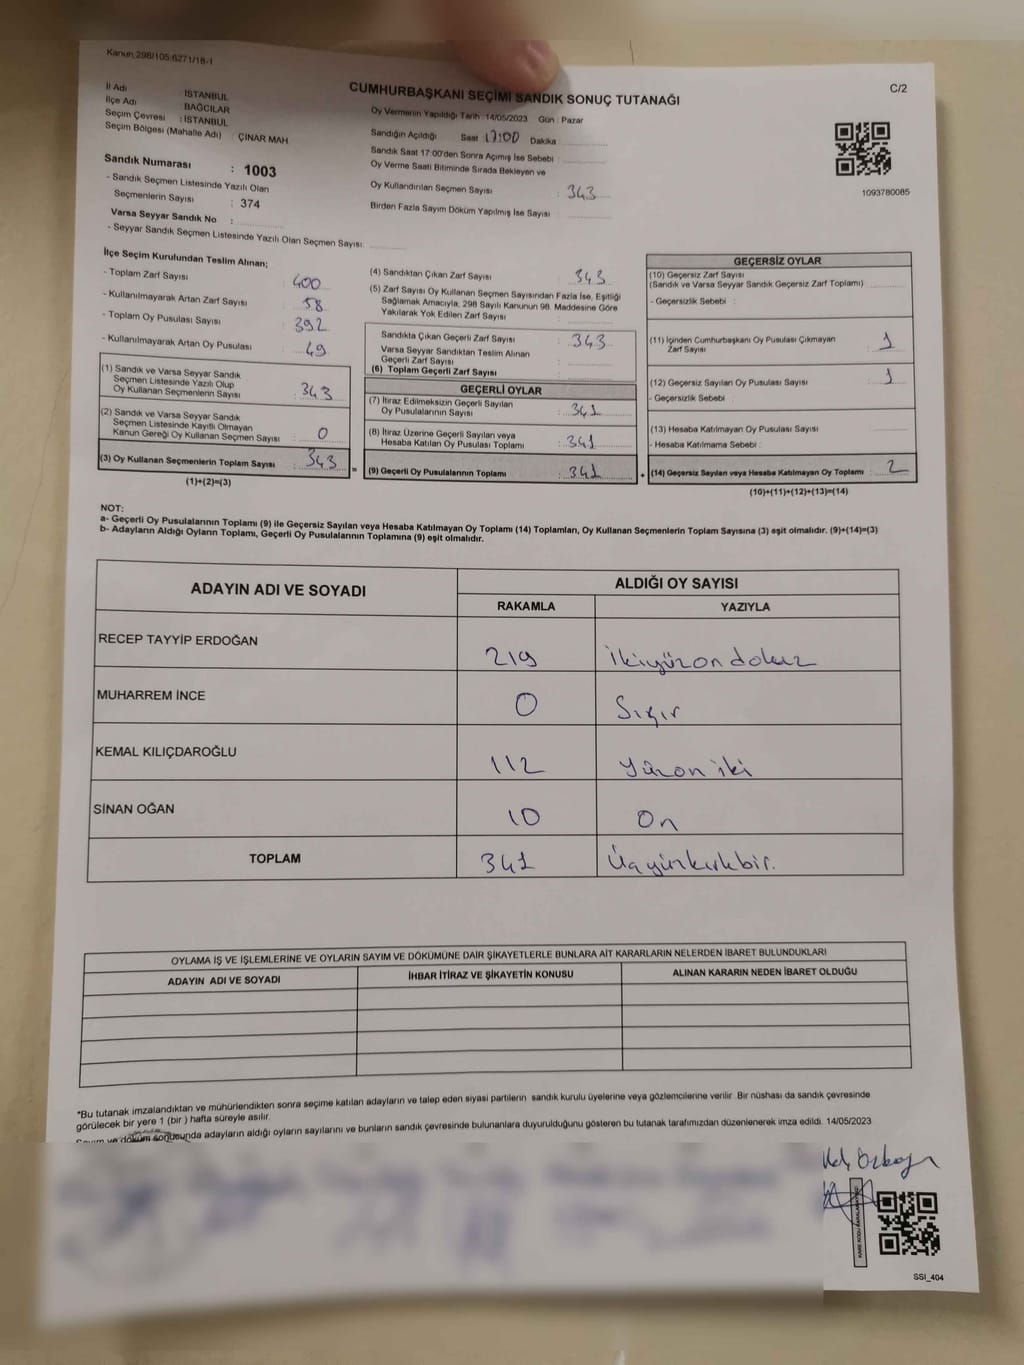 Kanun:298/105:6271/18-1
CUMHURBAŞKANI SEÇİMİ SANDIK SONUÇ TUTANAĞI
C/2
İl Adı İSTANBUL
İlçe Adı BAĞCILAR
Seçim Çevresi : İSTANBUL
Seçim Bölgesi (Mahalle Adı) : ÇINAR MAH
Sandık Numarası : 1003
- Sandık Seçmen Listesinde Yazılı Olan
Seçmenlerin Sayısı : 374
Varsa Seyyar Sandık No :
- Seyyar Sandık Seçmen Listesinde Yazılı Olan Seçmen Sayısı:
Oy Vermenin Yapıldığı Tarih 14/05/2023 Gün : Pazar
Sandığın Açıldığı Saat 17:00 Dakika
Sandık Saat 17:00'den Sonra Açılmış İse Sebebi :
Oy Verme Saati Bitiminde Sırada Bekleyen ve
Oy Kullandırılan Seçmen Sayısı : 343
Birden Fazla Sayım Döküm Yapılmış İse Sayısı :
1093780085
İlçe Seçim Kurulundan Teslim Alınan;
- Toplam Zarf Sayısı : 400
- Kullanılmayarak Artan Zarf Sayısı : 58
- Toplam Oy Pusulası Sayısı : 392
- Kullanılmayarak Artan Oy Pusulası : 49
(1) Sandık ve Varsa Seyyar Sandık
Seçmen Listesinde Yazılı Olup
Oy Kullanan Seçmenlerin Sayısı : 343
(2) Sandık ve Varsa Seyyar Sandık
Seçmen Listesinde Kayıtlı Olmayan
Kanun Gereği Oy Kullanan Seçmen Sayısı : 0
(3) Oy Kullanan Seçmenlerin Toplam Sayısı : 343
(1)+(2)=(3)
(4) Sandıktan Çıkan Zarf Sayısı : 343
(5) Zarf Sayısı Oy Kullanan Seçmen Sayısından Fazla İse, Eşitliği
Sağlamak Amacıyla, 298 Sayılı Kanunun 98. Maddesine Göre
Yakılarak Yok Edilen Zarf Sayısı :
Sandıkta Çıkan Geçerli Zarf Sayısı : 343
Varsa Seyyar Sandıktan Teslim Alınan
Geçerli Zarf Sayısı :
(6) Toplam Geçerli Zarf Sayısı :
GEÇERLİ OYLAR
(7) İtiraz Edilmeksizin Geçerli Sayılan
Oy Pusulalarının Sayısı : 341
(8) İtiraz Üzerine Geçerli Sayılan veya
Hesaba Katılan Oy Pusulası Toplamı : 341
(9) Geçerli Oy Pusulalarının Toplamı : 341
=
+
GEÇERSİZ OYLAR
(10) Geçersiz Zarf Sayısı
(Sandık ve Varsa Seyyar Sandık Geçersiz Zarf Toplamı) :
- Geçersizlik Sebebi :
(11) İçinden Cumhurbaşkanı Oy Pusulası Çıkmayan
Zarf Sayısı : 1
(12) Geçersiz Sayılan Oy Pusulası Sayısı : 1
- Geçersizlik Sebebi :
(13) Hesaba Katılmayan Oy Pusulası Sayısı :
- Hesaba Katılmama Sebebi :
(14) Geçersiz Sayılan veya Hesaba Katılmayan Oy Toplamı : 2
(10)+(11)+(12)+(13)=(14)
NOT:
a- Geçerli Oy Pusulalarının Toplamı (9) ile Geçersiz Sayılan veya Hesaba Katılmayan Oy Toplamı (14) Toplamları, Oy Kullanan Seçmenlerin Toplam Sayısına (3) eşit olmalıdır. (9)+(14)=(3)
b- Adayların Aldığı Oyların Toplamı, Geçerli Oy Pusulalarının Toplamına (9) eşit olmalıdır.
ADAYIN ADI VE SOYADI
ALDIĞI OY SAYISI
RAKAMLA YAZIYLA
RECEP TAYYİP ERDOĞAN 219 İkiyüzon dokuz
MUHARREM İNCE 0 Sıfır
KEMAL KILIÇDAROĞLU 112 Yüzon iki
SİNAN OĞAN 10 On
TOPLAM 341 Üçyüzkırkbir.
OYLAMA İŞ VE İŞLEMLERİNE VE OYLARIN SAYIM VE DÖKÜMÜNE DAİR ŞİKAYETLERLE BUNLARA AİT KARARLARIN NELERDEN İBARET BULUNDUKLARI
ADAYIN ADI VE SOYADI İHBAR İTİRAZ VE ŞİKAYETİN KONUSU ALINAN KARARIN NEDEN İBARET OLDUĞU
*Bu tutanak imzalandıktan ve mühürlendikten sonra seçime katılan adayların ve talep eden siyasi partilerin sandık kurulu üyelerine veya gözlemcilerine verilir. Bir nüshası da sandık çevresinde
görülecek bir yere 1 (bir) hafta süreyle asılır.
Sayım ve döküm sonucunda adayların aldığı oyların sayılarını ve bunların sandık çevresinde bulunanlara duyurulduğunu gösteren bu tutanak tarafımızdan düzenlenerek imza edildi. 14/05/2023
SSI_404